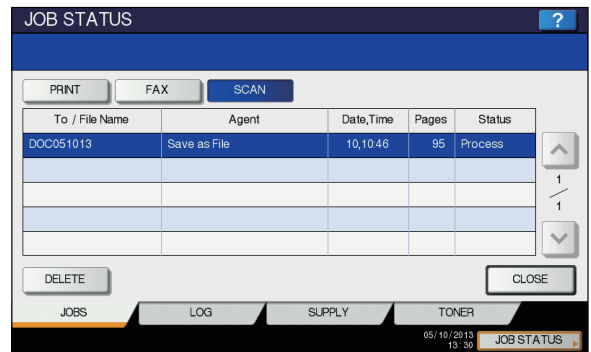 JOB STATUS ?
PRINT FAX SCAN
To / File Name Agent Date,Time Pages Status
DOC051013 Save as File 10,10:46 95 Process
1
1
DELETE CLOSE
JOBS LOG SUPPLY TONER
05/10/2013
13:30
JOB STATUS